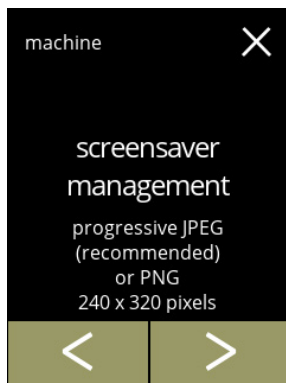 machine
screensaver
management
progressive JPEG
(recommended)
or PNG
240 x 320 pixels